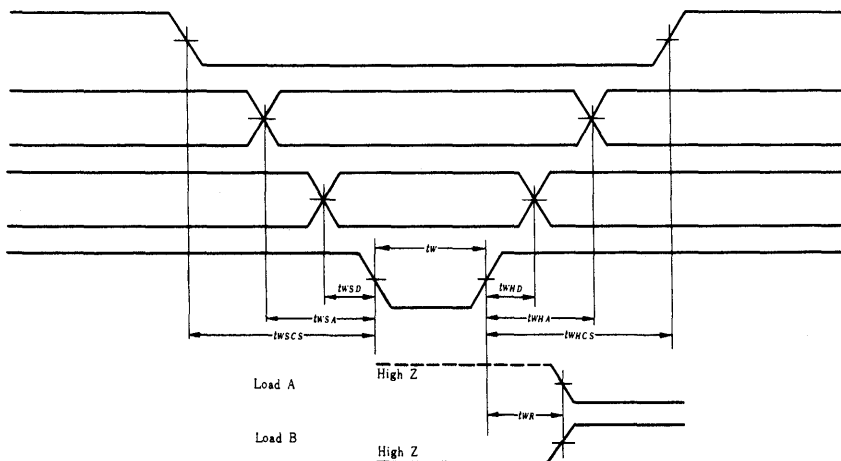 tW
tWSD
tWHD
tWSA
tWHA
tWSCS
tWHCS
High Z
Load A
tWR
Load B
High Z